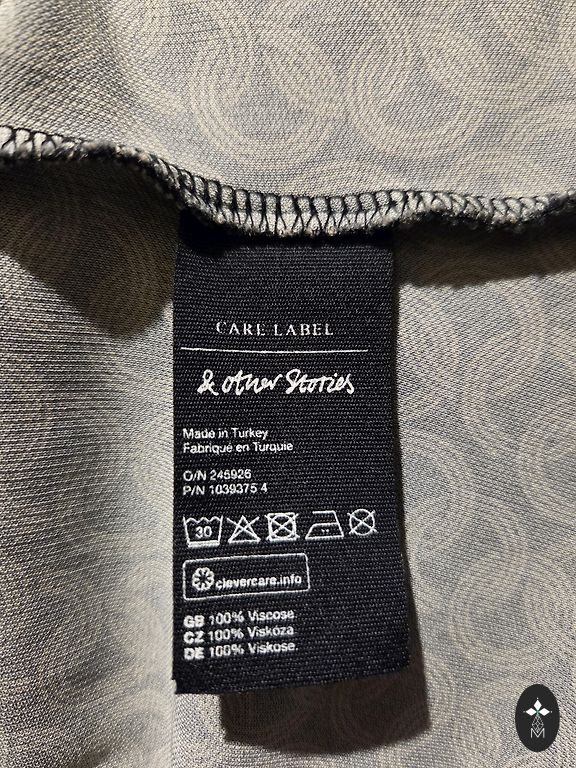 CARE LABEL
& other Stories
Made in Turkey
Fabriqué en Turquie
O/N 245926
P/N 1039375 4
30
clevercare.info
GB 100% Viscose
CZ 100% Viskóza
DE 100% Viskose.
M